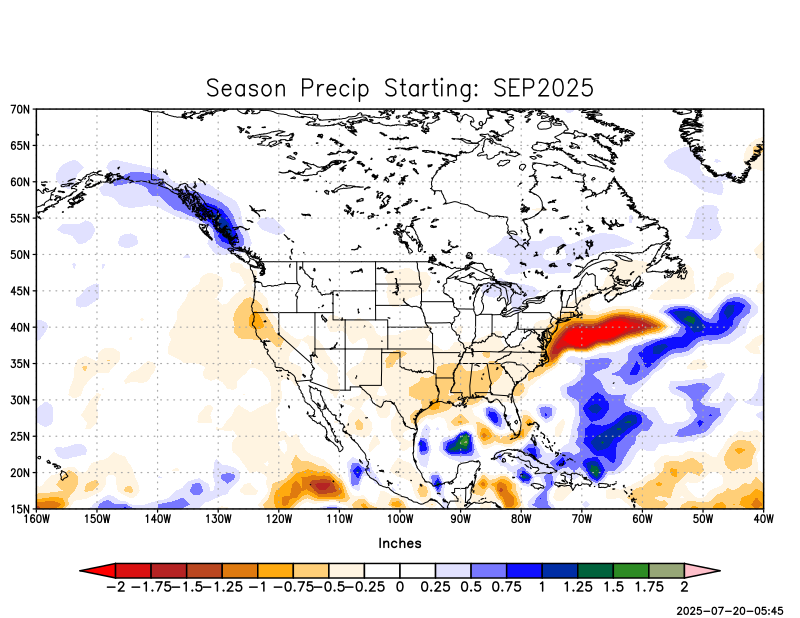 Season Precip Starting: SEP2025
70N
65N
60N
55N
50N
45N
40N
35N
30N
25N
20N
15N
160W 150W 140W 130W 120W 110W 100W 90W 80W 70W 60W 50W 40W
Inches
-2 -1.75 -1.5 -1.25 -1 -0.75 -0.5 -0.25 0 0.25 0.5 0.75 1 1.25 1.5 1.75 2
2025-07-20-05:45